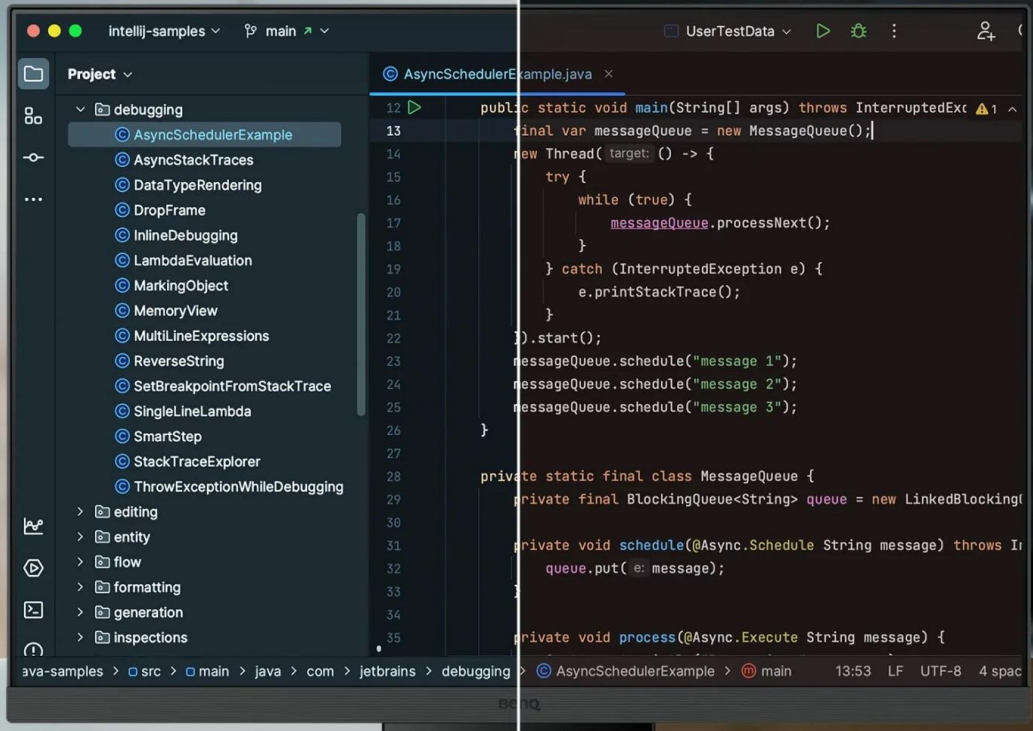 intellij-samples
main
UserTestData
Project
AsyncSchedulerExample.java
debugging
AsyncSchedulerExample
AsyncStackTraces
DataTypeRendering
DropFrame
InlineDebugging
LambdaEvaluation
MarkingObject
MemoryView
MultiLineExpressions
ReverseString
SetBreakpointFromStackTrace
SingleLineLambda
SmartStep
StackTraceExplorer
ThrowExceptionWhileDebugging
editing
entity
flow
formatting
generation
inspections
12 public static void main(String[] args) throws InterruptedExc 1
13 final var messageQueue = new MessageQueue();
14 new Thread( target: () -> {
15 try {
16 while (true) {
17 messageQueue.processNext();
18 }
19 } catch (InterruptedException e) {
20 e.printStackTrace();
21 }
22 }).start();
23 messageQueue.schedule("message 1");
24 messageQueue.schedule("message 2");
25 messageQueue.schedule("message 3");
26 }
27
28 private static final class MessageQueue {
29 private final BlockingQueue<String> queue = new LinkedBlocking
30
31 private void schedule(@Async.Schedule String message) throws In
32 queue.put( e: message);
33 }
34
35 private void process(@Async.Execute String message) {
ava-samples > src > main > java > com > jetbrains > debugging > AsyncSchedulerExample > m main 13:53 LF UTF-8 4 spac
BenQ